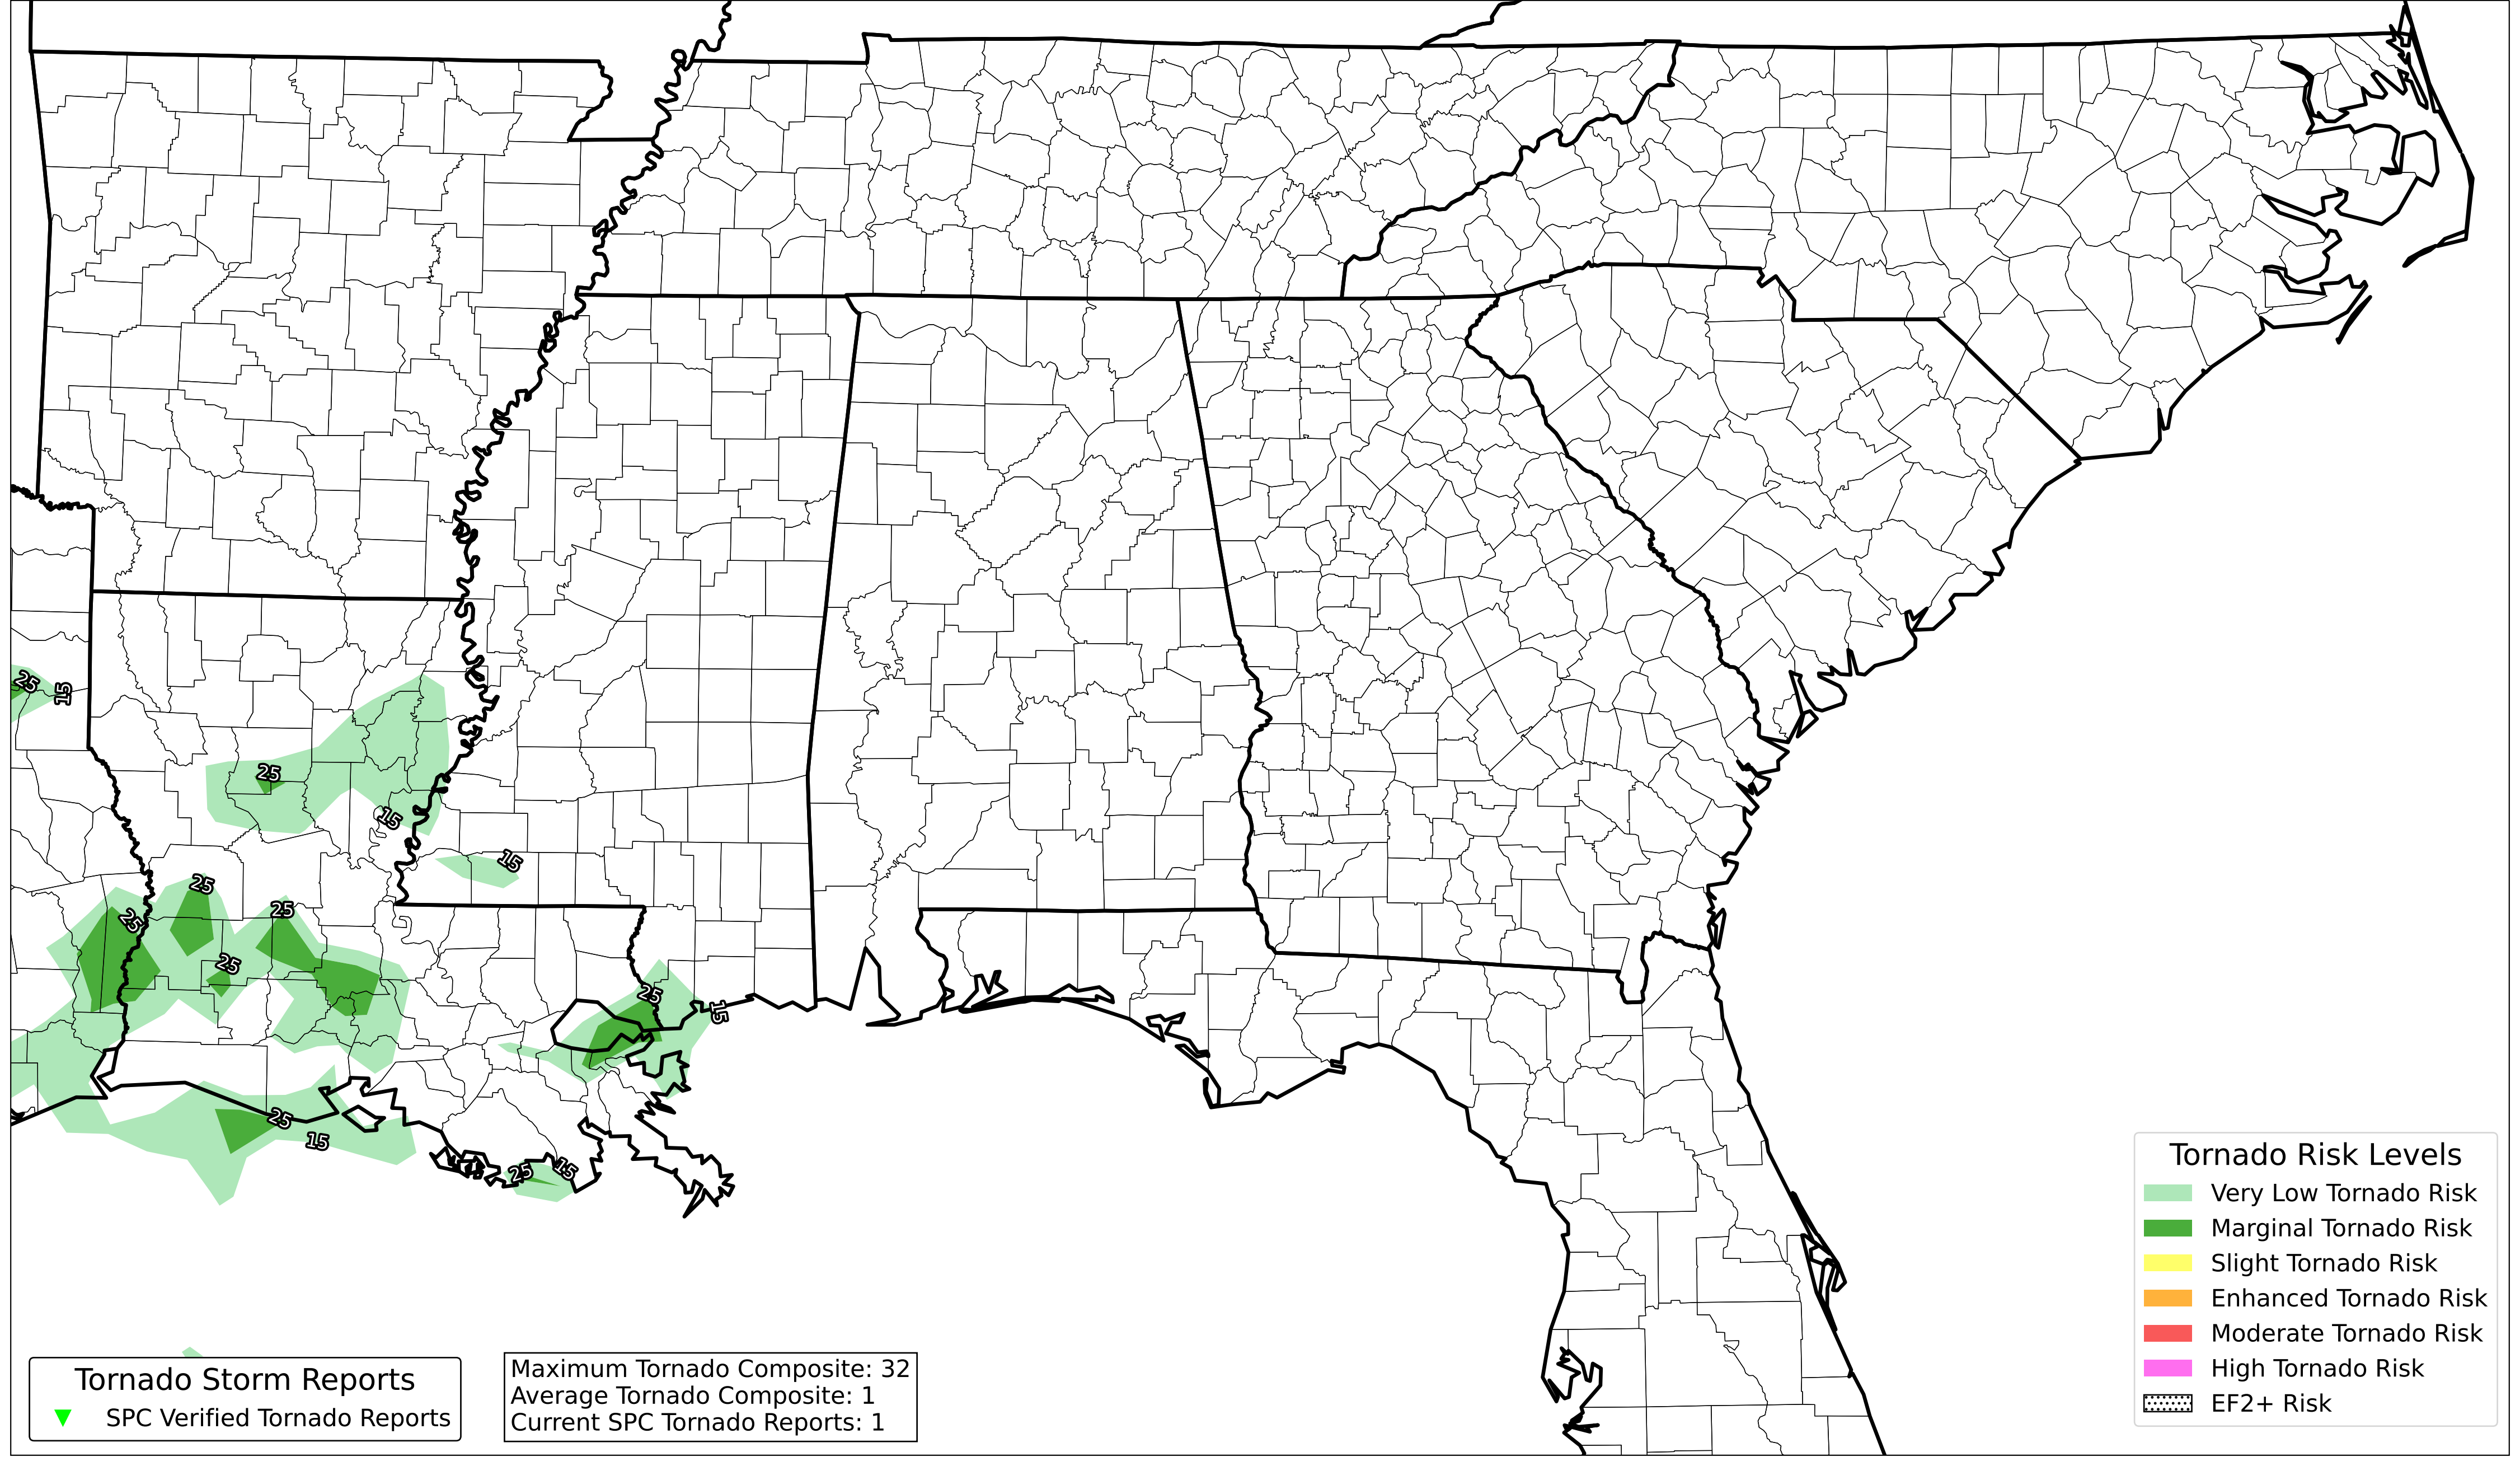 25
15
25
15
15
25
25
25
25
25
15
25
15
25
15
Tornado Storm Reports
SPC Verified Tornado Reports
Maximum Tornado Composite: 32
Average Tornado Composite: 1
Current SPC Tornado Reports: 1
Tornado Risk Levels
Very Low Tornado Risk
Marginal Tornado Risk
Slight Tornado Risk
Enhanced Tornado Risk
Moderate Tornado Risk
High Tornado Risk
EF2+ Risk